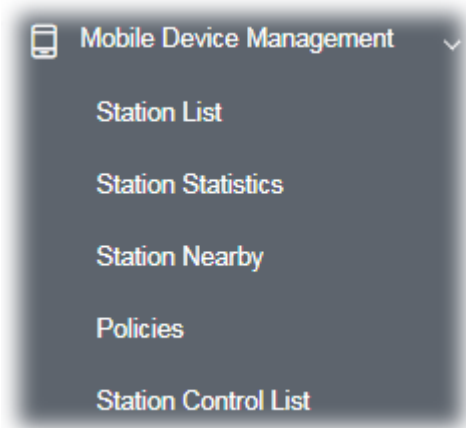 Mobile Device Management
Station List
Station Statistics
Station Nearby
Policies
Station Control List